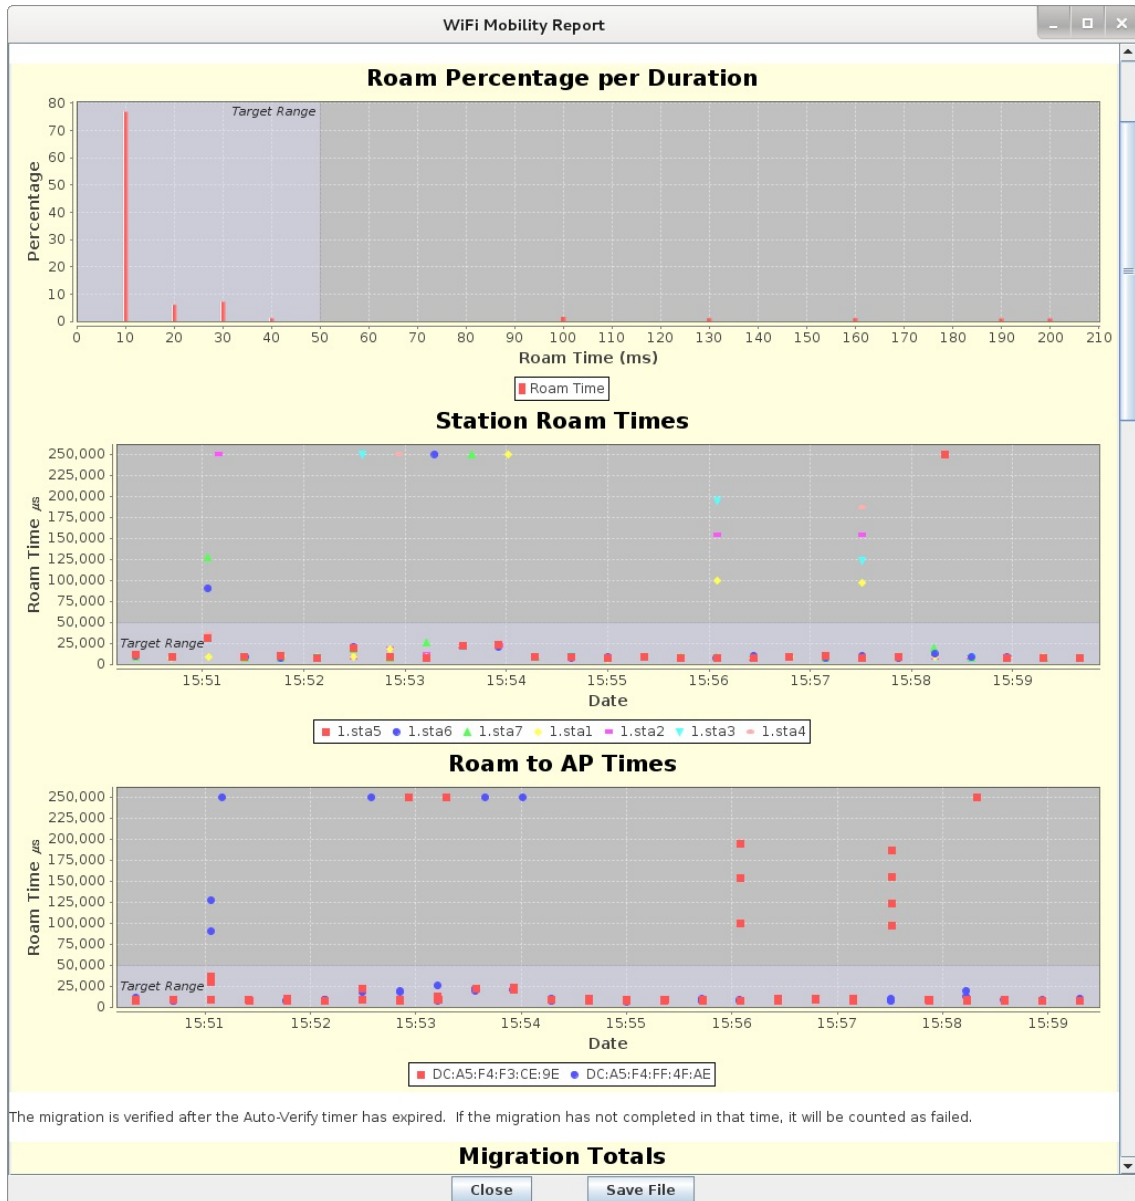 WiFi Mobility Report
Roam Percentage per Duration
Percentage
80
70
60
50
40
30
20
10
0
Target Range
0 10 20 30 40 50 60 70 80 90 100 110 120 130 140 150 160 170 180 190 200 210
Roam Time (ms)
Roam Time
Station Roam Times
Roam Time µs
250,000
225,000
200,000
175,000
150,000
125,000
100,000
75,000
50,000
25,000
0
Target Range
15:51 15:52 15:53 15:54 15:55 15:56 15:57 15:58 15:59
Date
1.sta5 1.sta6 1.sta7 1.sta1 1.sta2 1.sta3 1.sta4
Roam to AP Times
Roam Time µs
250,000
225,000
200,000
175,000
150,000
125,000
100,000
75,000
50,000
25,000
0
Target Range
15:51 15:52 15:53 15:54 15:55 15:56 15:57 15:58 15:59
Date
DC:A5:F4:F3:CE:9E DC:A5:F4:FF:4F:AE
The migration is verified after the Auto-Verify timer has expired. If the migration has not completed in that time, it will be counted as failed.
Migration Totals
Close Save File